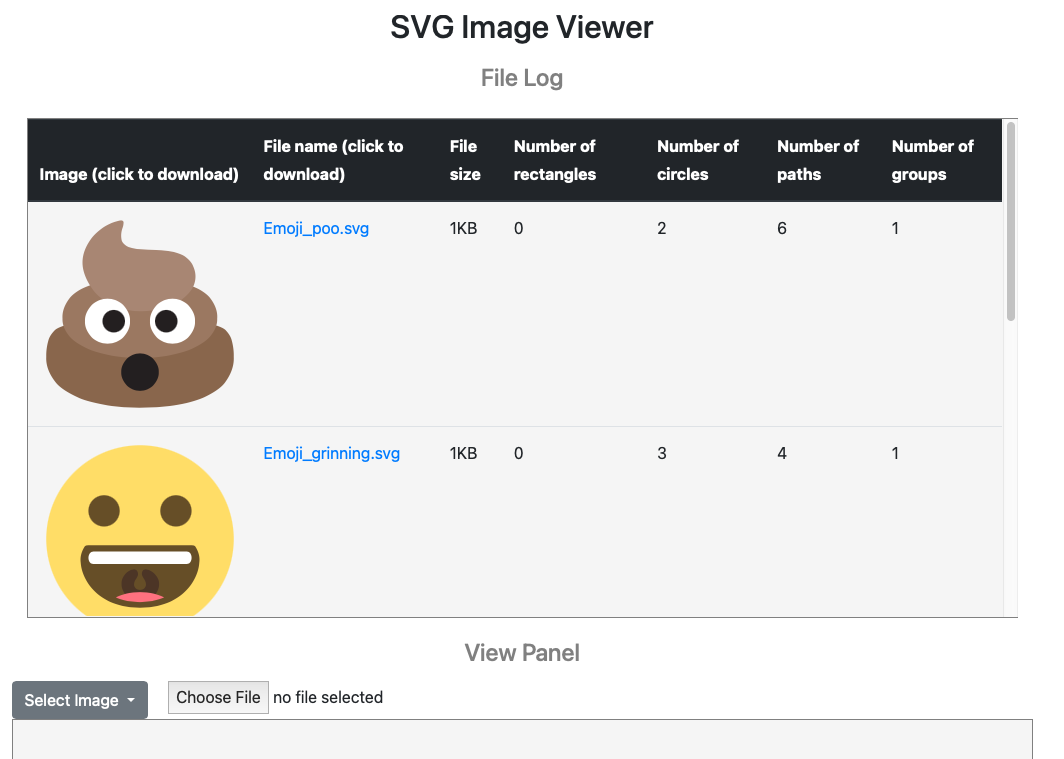 SVG Image Viewer
File Log
Image (click to download) File name (click to download) File size Number of rectangles Number of circles Number of paths Number of groups
Emoji_poo.svg 1KB 0 2 6 1
Emoji_grinning.svg 1KB 0 3 4 1
View Panel
Select Image Choose File no file selected